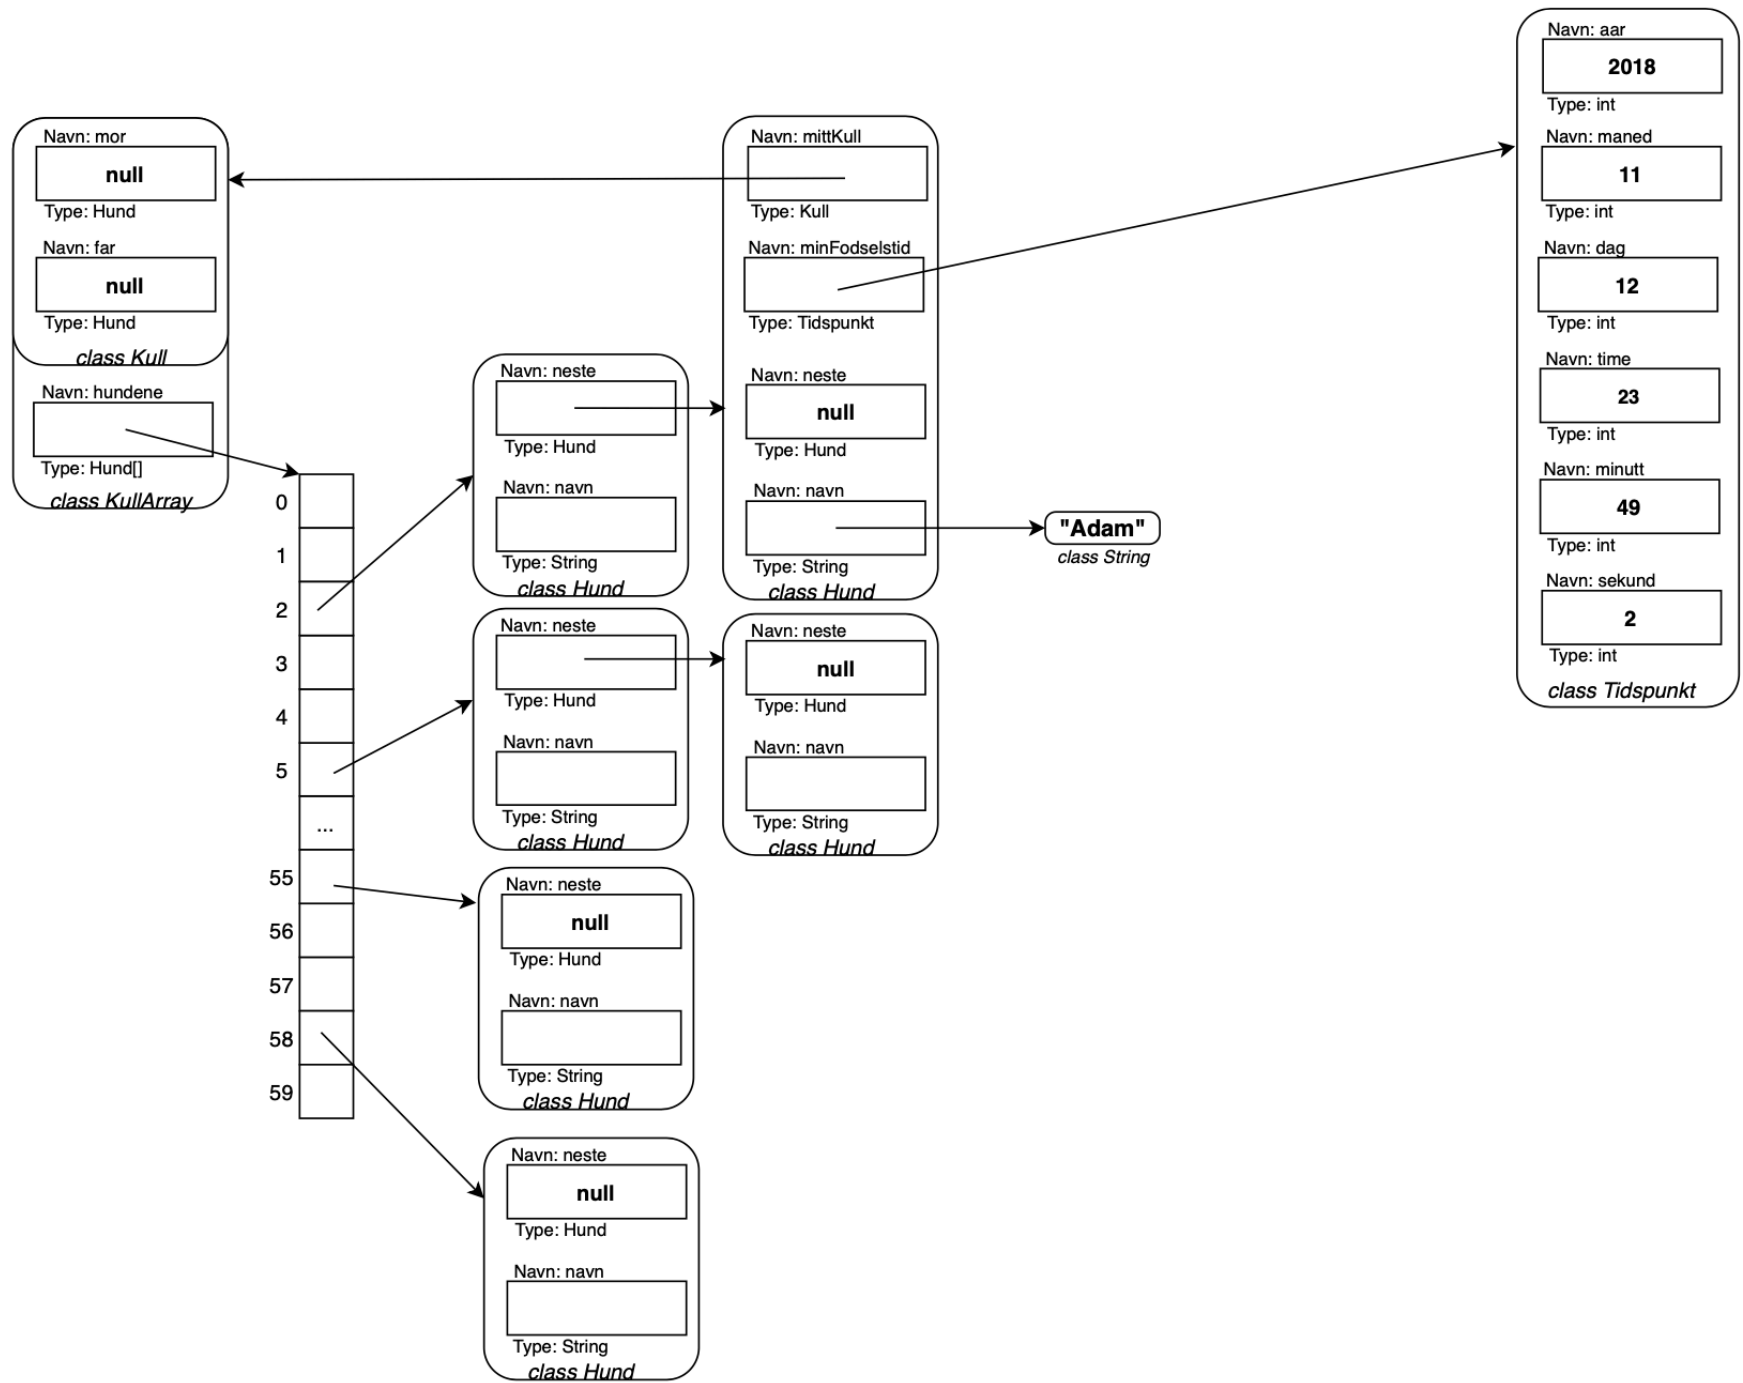 Navn: mor
null
Type: Hund
Navn: far
null
Type: Hund
class Kull
Navn: hundene
Type: Hund[]
class KullArray
0
1
2
3
4
5
...
55
56
57
58
59
Navn: neste
Type: Hund
Navn: navn
Type: String
class Hund
Navn: mittKull
Type: Kull
Navn: minFodselstid
Type: Tidspunkt
Navn: neste
null
Type: Hund
Navn: navn
Type: String
class Hund
"Adam"
class String
Navn: neste
Type: Hund
Navn: navn
Type: String
class Hund
Navn: neste
null
Type: Hund
Navn: navn
Type: String
class Hund
Navn: neste
null
Type: Hund
Navn: navn
Type: String
class Hund
Navn: neste
null
Type: Hund
Navn: navn
Type: String
class Hund
Navn: aar
2018
Type: int
Navn: maned
11
Type: int
Navn: dag
12
Type: int
Navn: time
23
Type: int
Navn: minutt
49
Type: int
Navn: sekund
2
Type: int
class Tidspunkt